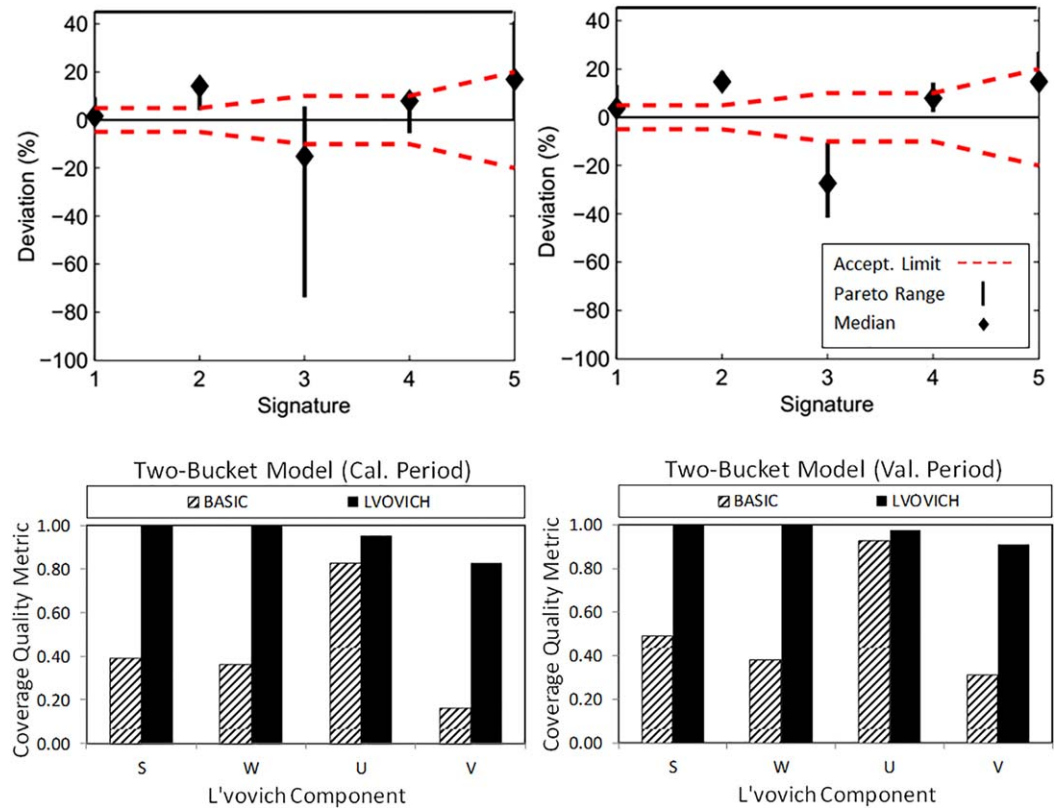 40
20
0
−20
−40
−60
−80
−100
Deviation (%)
1 2 3 4 5
Signature
40
20
0
−20
−40
−60
−80
−100
Deviation (%)
Accept. Limit
Pareto Range
Median
1 2 3 4 5
Signature
Two-Bucket Model (Cal. Period)
BASIC LVOVICH
1.00
0.80
0.60
0.40
0.20
0.00
Coverage Quality Metric
S W U V
L'vovich Component
Two-Bucket Model (Val. Period)
BASIC LVOVICH
1.00
0.80
0.60
0.40
0.20
0.00
Coverage Quality Metric
S W U V
L'vovich Component